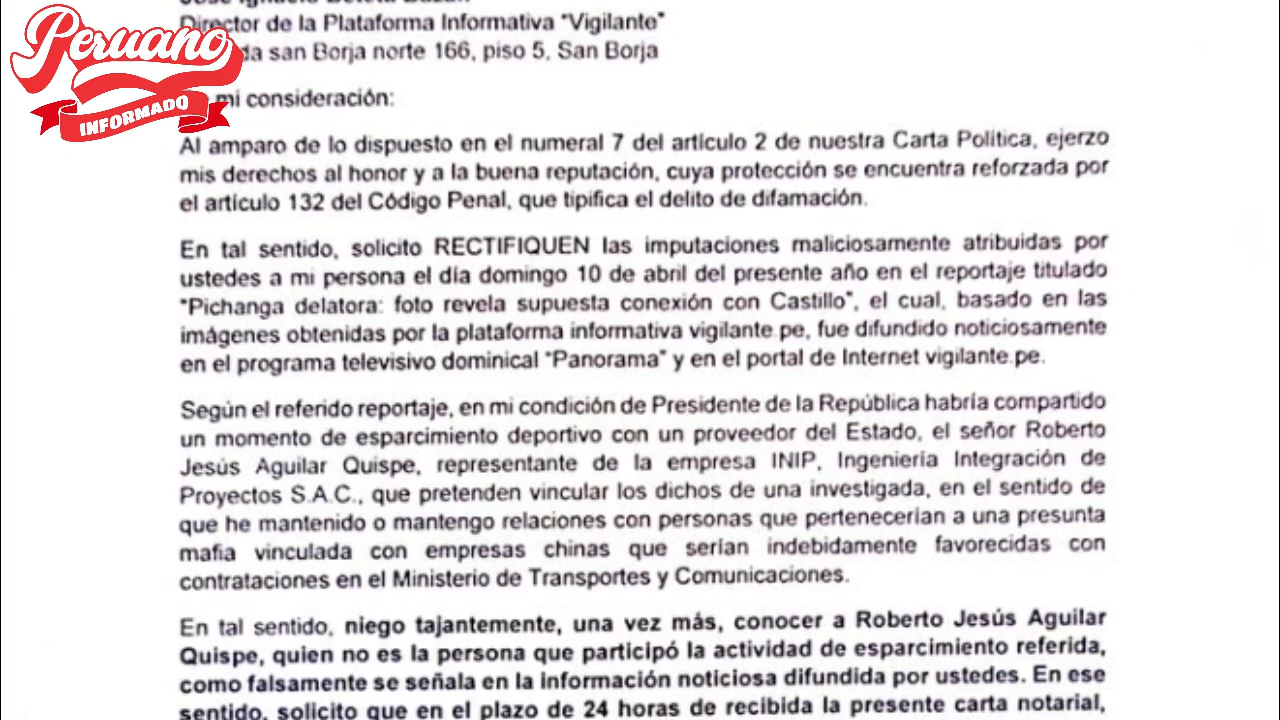 Peruano
INFORMADO
Director de la Plataforma Informativa "Vigilante"
san Borja norte 166, piso 5, San Borja
mi consideración:
Al amparo de lo dispuesto en el numeral 7 del artículo 2 de nuestra Carta Política, ejerzo
mis derechos al honor y a la buena reputación, cuya protección se encuentra reforzada por
el artículo 132 del Código Penal, que tipifica el delito de difamación.
En tal sentido, solicito RECTIFIQUEN las imputaciones maliciosamente atribuidas por
ustedes a mi persona el día domingo 10 de abril del presente año en el reportaje titulado
"Pichanga delatora: foto revela supuesta conexión con Castillo", el cual, basado en las
imágenes obtenidas por la plataforma informativa vigilante.pe, fue difundido noticiosamente
en el programa televisivo dominical "Panorama" y en el portal de Internet vigilante.pe.
Según el referido reportaje, en mi condición de Presidente de la República habría compartido
un momento de esparcimiento deportivo con un proveedor del Estado, el señor Roberto
Jesús Aguilar Quispe, representante de la empresa INIP, Ingeniería Integración de
Proyectos S.A.C., que pretenden vincular los dichos de una investigada, en el sentido de
que he mantenido o mantengo relaciones con personas que pertenecerían a una presunta
mafia vinculada con empresas chinas que serían indebidamente favorecidas con
contrataciones en el Ministerio de Transportes y Comunicaciones.
En tal sentido, niego tajantemente, una vez más, conocer a Roberto Jesús Aguilar
Quispe, quien no es la persona que participó la actividad de esparcimiento referida,
como falsamente se señala en la información noticiosa difundida por ustedes. En ese
sentido, solicito que en el plazo de 24 horas de recibida la presente carta notarial,